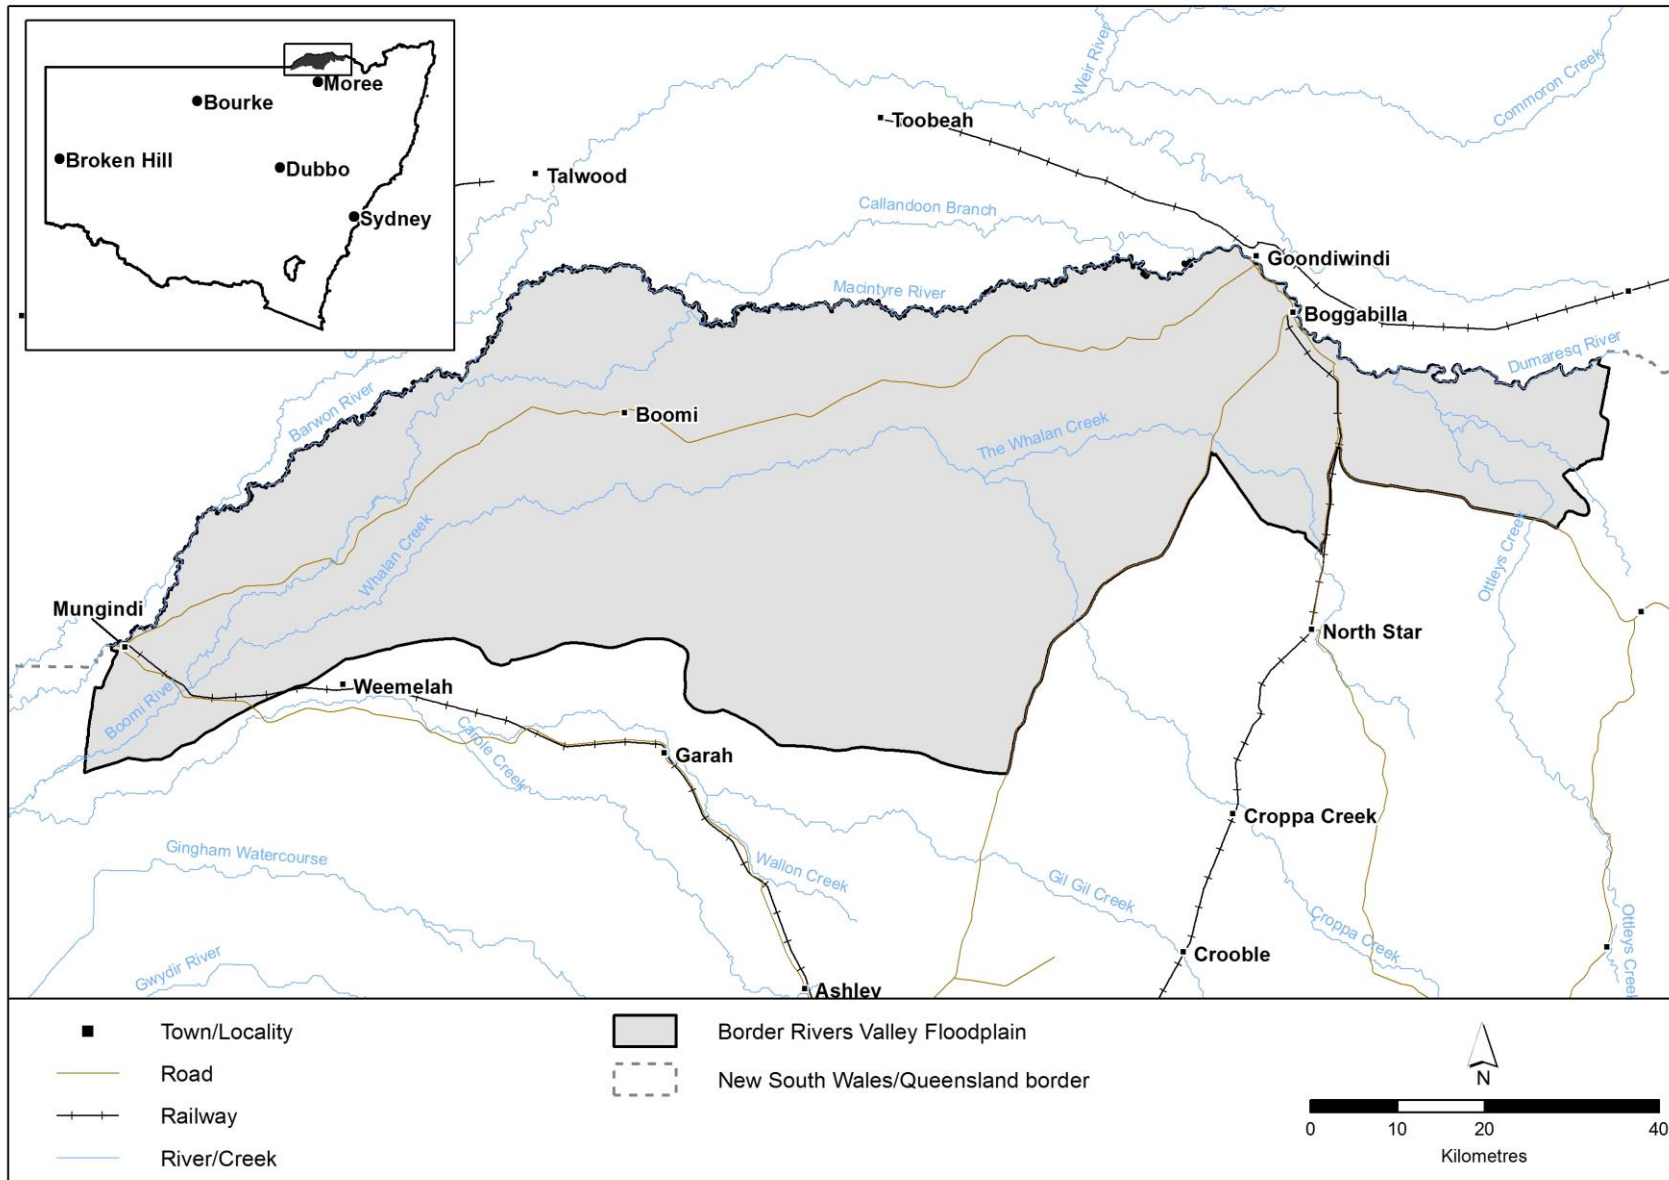 Moree
Bourke
Broken Hill
Dubbo
Sydney
Weir River
Commoron Creek
Toobeah
Talwood
Callandoon Branch
Goondiwindi
Macintyre River
Boggabilla
Dumaresq River
Barwon River
Boomi
The Whalan Creek
Whalan Creek
Ottleys Creek
Mungindi
North Star
Weemelah
Boomi River
Carole Creek
Garah
Croppa Creek
Gingham Watercourse
Wallon Creek
Gil Gil Creek
Croppa Creek
Ottleys Creek
Gwydir River
Crooble
Ashley
Town/Locality
Road
Railway
River/Creek
Border Rivers Valley Floodplain
New South Wales/Queensland border
N
0 10 20 40
Kilometres